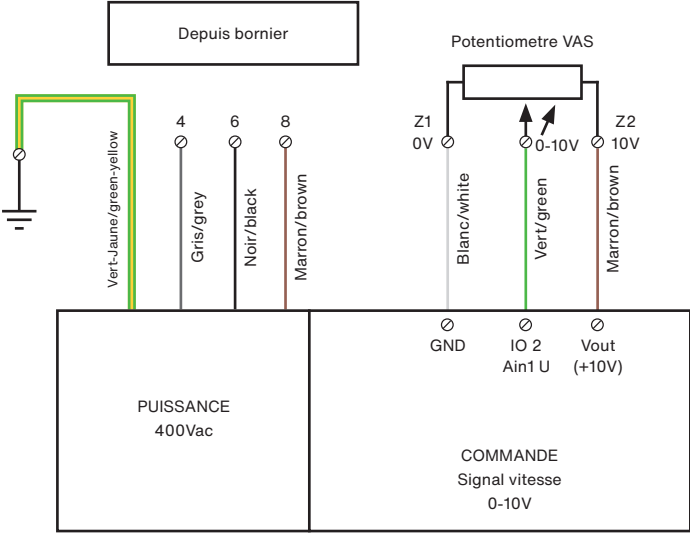 Depuis bornier
Potentiometre VAS
4
6
8
Z1
0V
0-10V
Z2
10V
Vert-Jaune/green-yellow
Gris/grey
Noir/black
Marron/brown
Blanc/white
Vert/green
Marron/brown
GND
IO 2
Ain1 U
Vout
(+10V)
PUISSANCE
400Vac
COMMANDE
Signal vitesse
0-10V